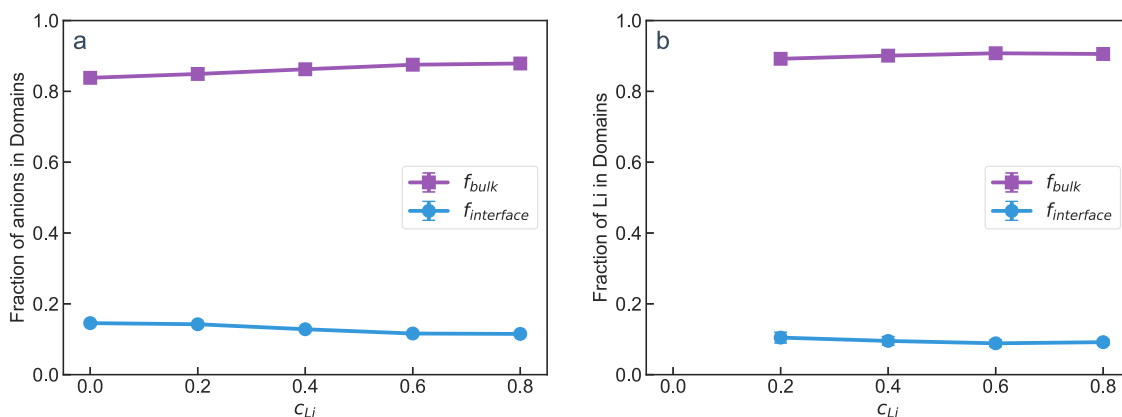 a
Fraction of anions in Domains
1.0
0.8
0.6
0.4
0.2
0.0
f_bulk
f_interface
0.0 0.2 0.4 0.6 0.8
c_Li
b
Fraction of Li in Domains
1.0
0.8
0.6
0.4
0.2
0.0
f_bulk
f_interface
0.0 0.2 0.4 0.6 0.8
c_Li